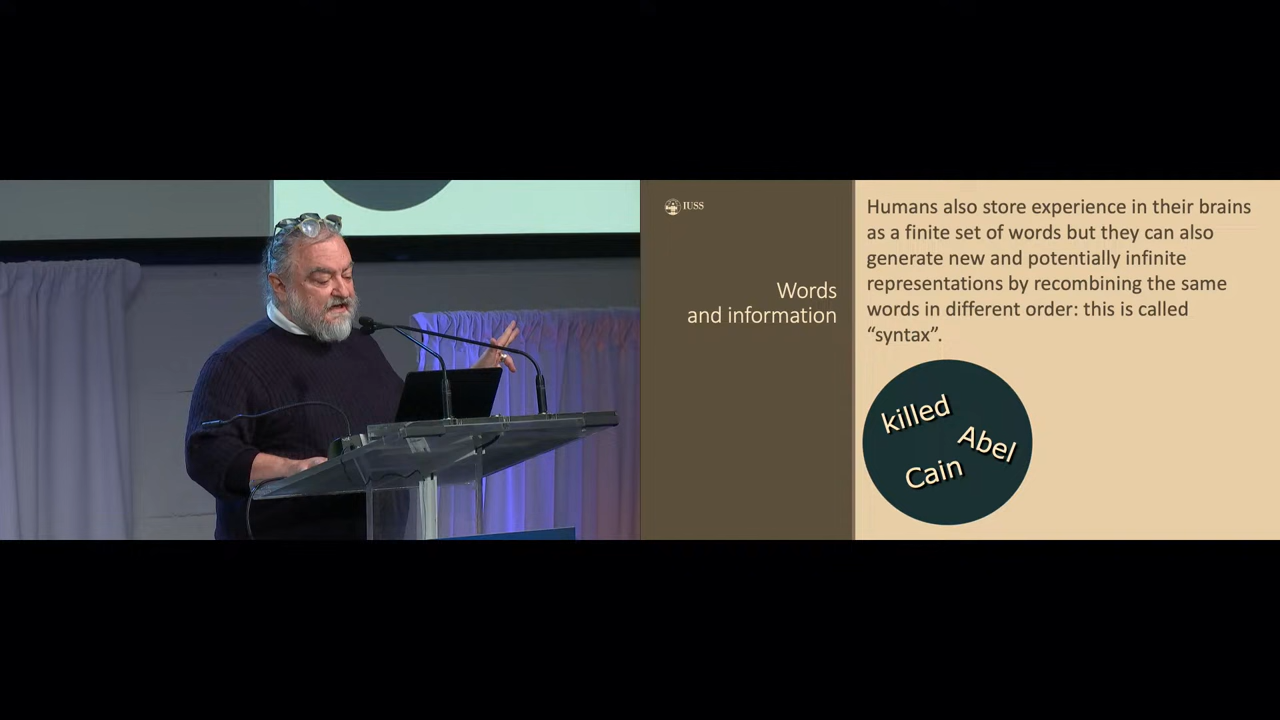 IUSS
Words
and information
Humans also store experience in their brains
as a finite set of words but they can also
generate new and potentially infinite
representations by recombining the same
words in different order: this is called
“syntax”.
killed
Abel
Cain